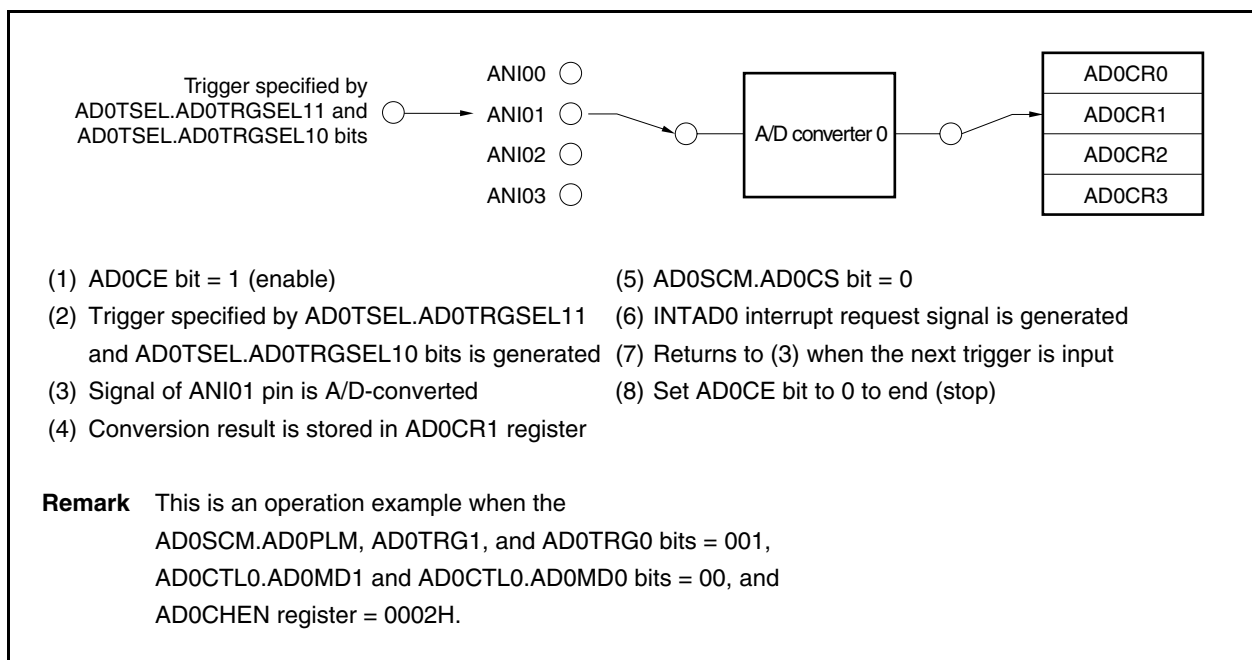 Trigger specified by
AD0TSEL.AD0TRGSEL11 and
AD0TSEL.AD0TRGSEL10 bits
ANI00
ANI01
ANI02
ANI03
A/D converter 0
AD0CR0
AD0CR1
AD0CR2
AD0CR3
(1) AD0CE bit = 1 (enable)
(2) Trigger specified by AD0TSEL.AD0TRGSEL11
and AD0TSEL.AD0TRGSEL10 bits is generated
(3) Signal of ANI01 pin is A/D-converted
(4) Conversion result is stored in AD0CR1 register
(5) AD0SCM.AD0CS bit = 0
(6) INTAD0 interrupt request signal is generated
(7) Returns to (3) when the next trigger is input
(8) Set AD0CE bit to 0 to end (stop)
Remark This is an operation example when the
AD0SCM.AD0PLM, AD0TRG1, and AD0TRG0 bits = 001,
AD0CTL0.AD0MD1 and AD0CTL0.AD0MD0 bits = 00, and
AD0CHEN register = 0002H.